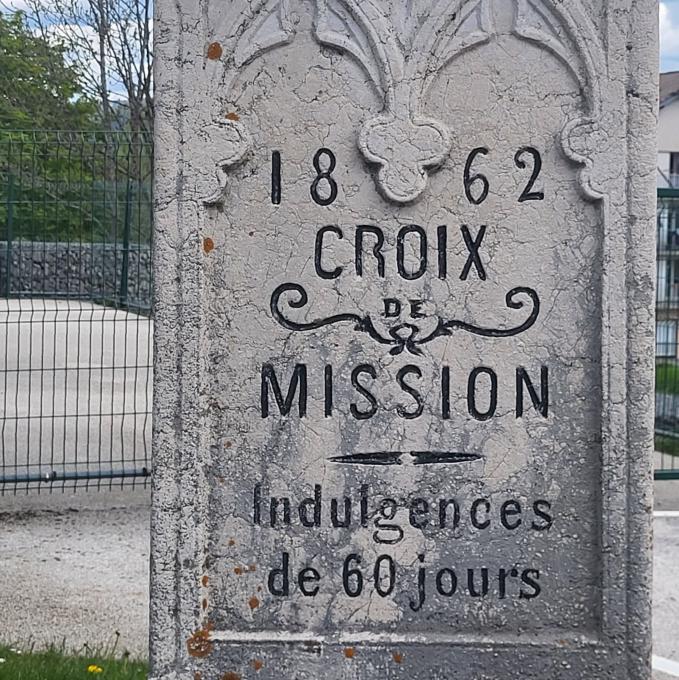 1862
CROIX
DE
MISSION
Indulgences
de 60 jours